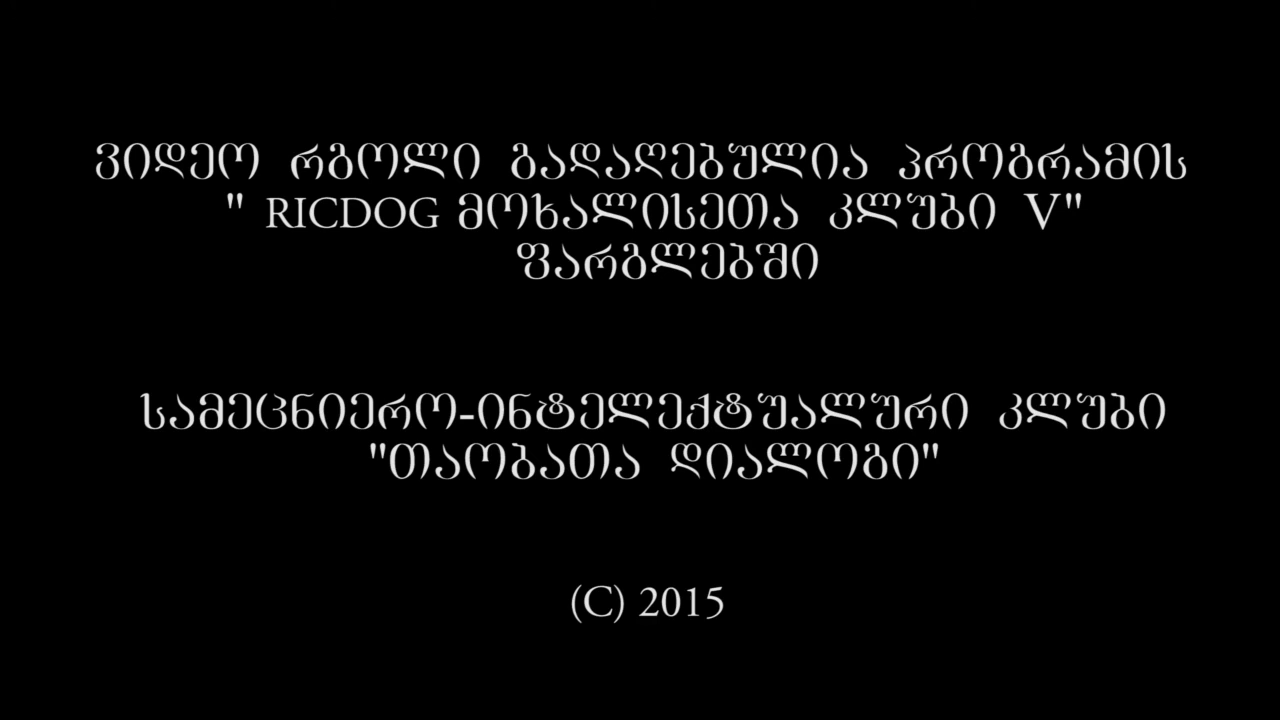 ვიდეო რგოლი გადაღებულია პროგრამის
" RICDOG მოხალისეთა კლუბი V"
ფარგლებში
სამეცნიერო-ინტელექტუალური კლუბი
"თაობათა დიალოგი"
(C) 2015